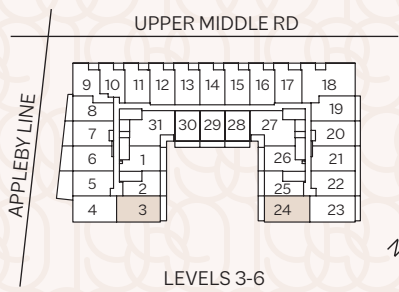 UPPER MIDDLE RD
APPLEBY LINE
9 10 11 12 13 14 15 16 17 18
8 19
7 31 30 29 28 27 20
6 1 26 21
5 2 25 22
4 3 24 23
N
LEVELS 3-6